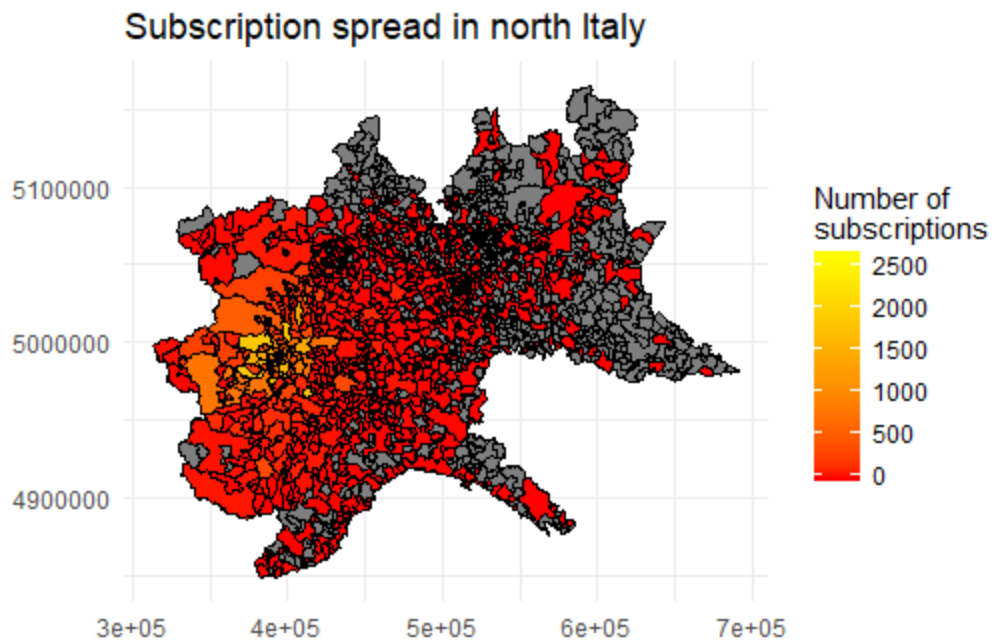 Subscription spread in north Italy
5100000
5000000
4900000
3e+05 4e+05 5e+05 6e+05 7e+05
Number of
subscriptions
2500
2000
1500
1000
500
0